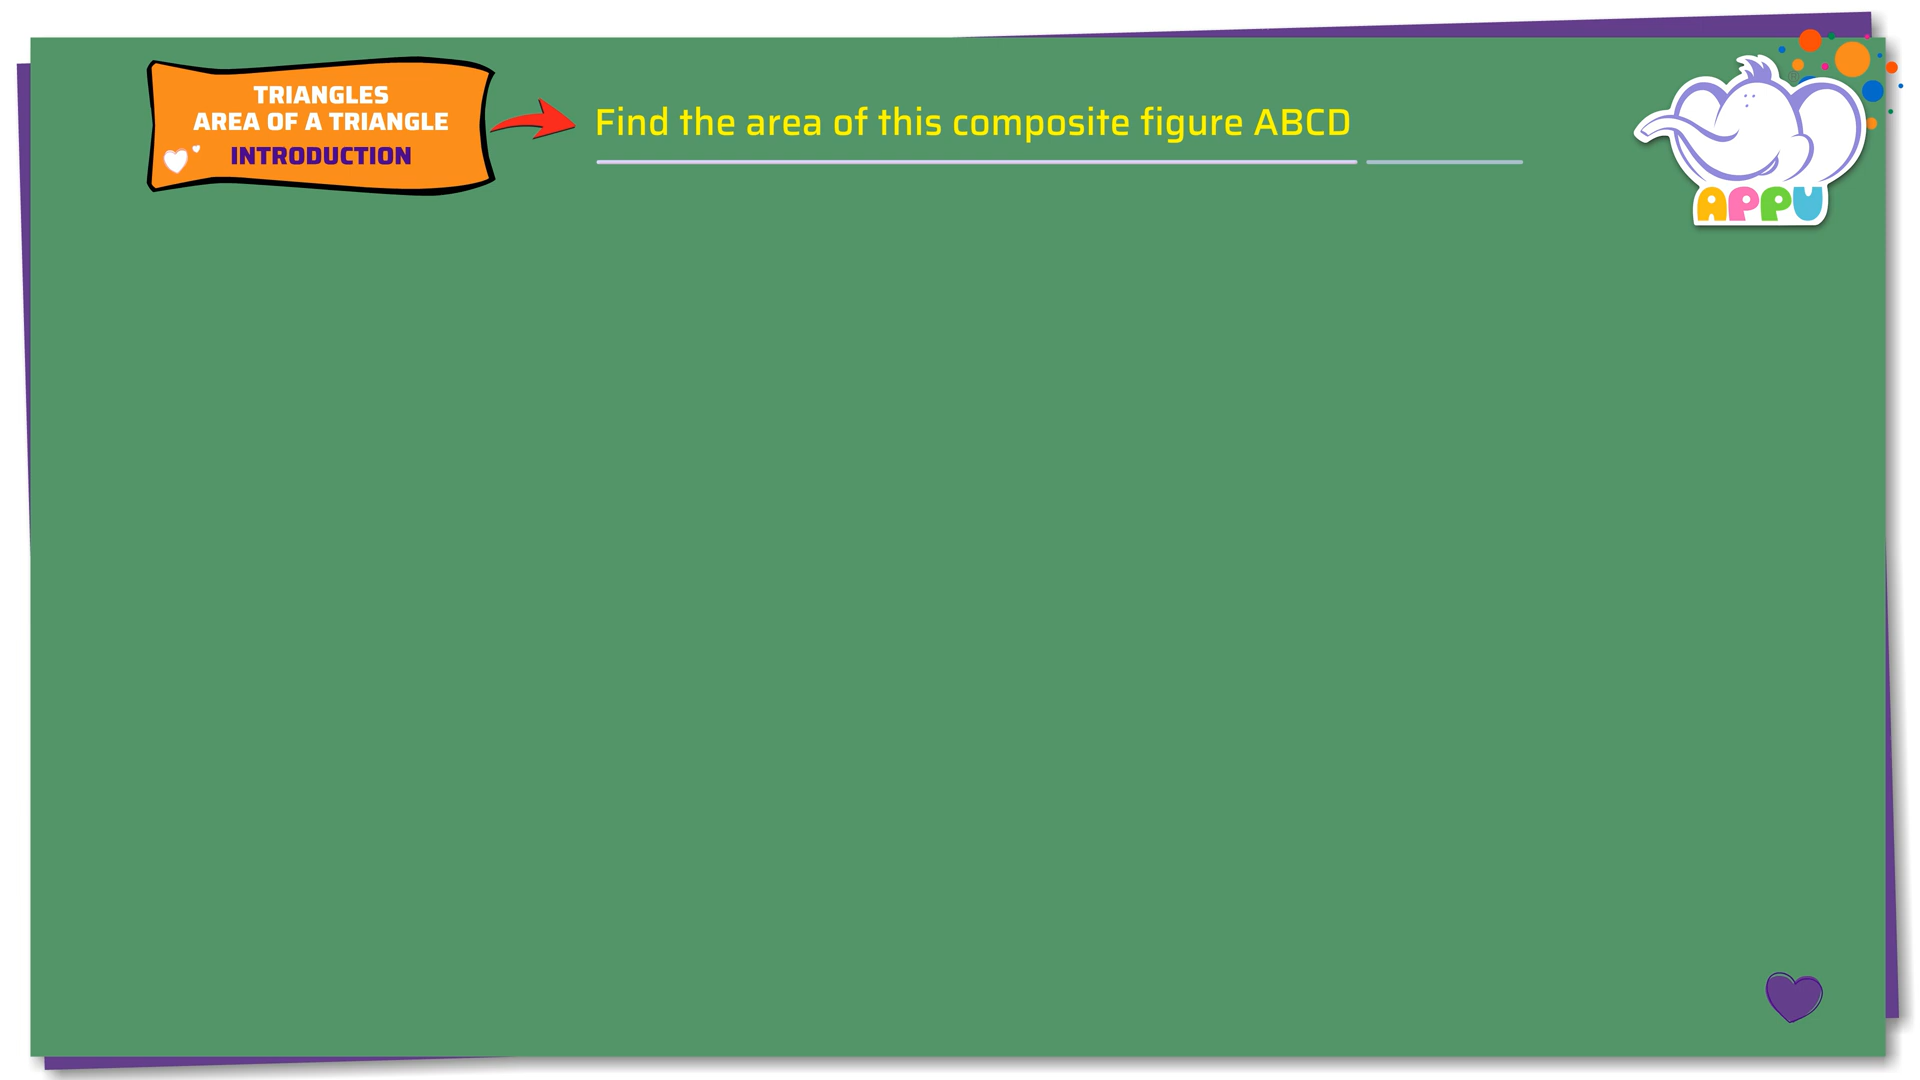 TRIANGLES
AREA OF A TRIANGLE
INTRODUCTION
Find the area of this composite figure ABCD
APPU